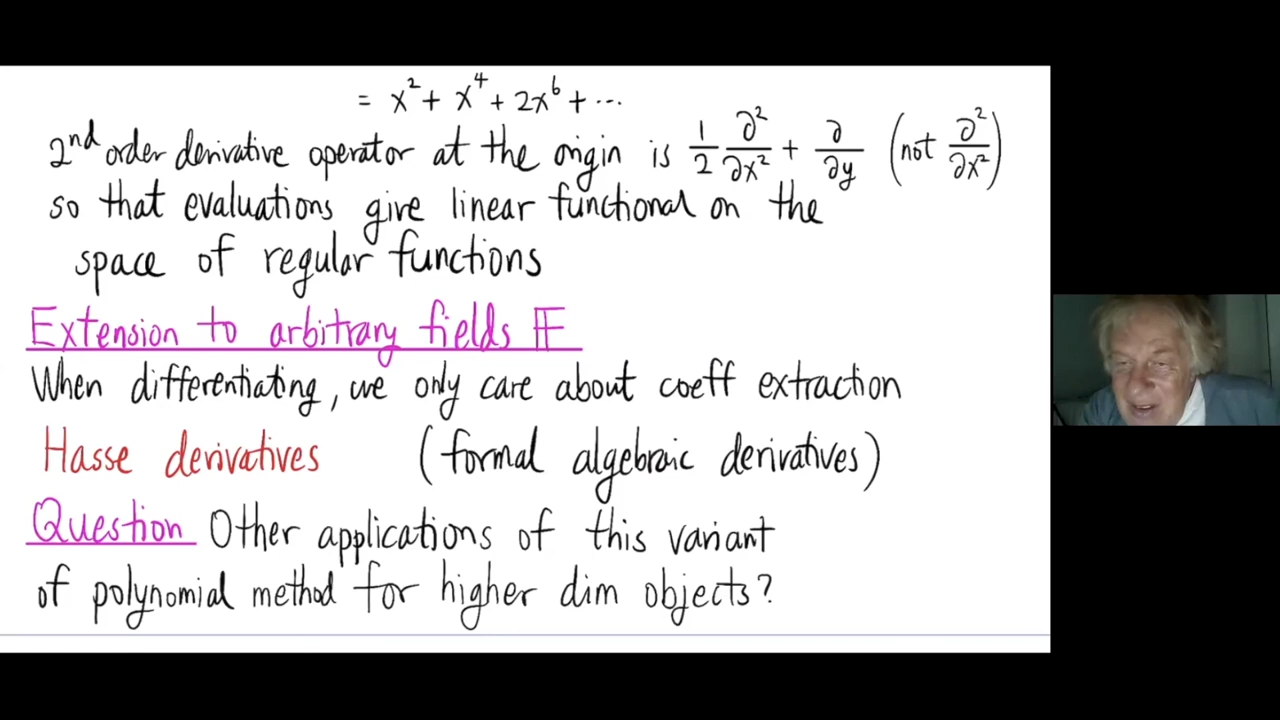 = x² + x⁴ + 2x⁶ + ...
2nd order derivative operator at the origin is 1/2 ∂²/∂x² + ∂/∂y (not ∂²/∂x²)
so that evaluations give linear functional on the
space of regular functions
Extension to arbitrary fields 𝔽
When differentiating, we only care about coeff extraction
Hasse derivatives (formal algebraic derivatives)
Question Other applications of this variant
of polynomial method for higher dim objects?